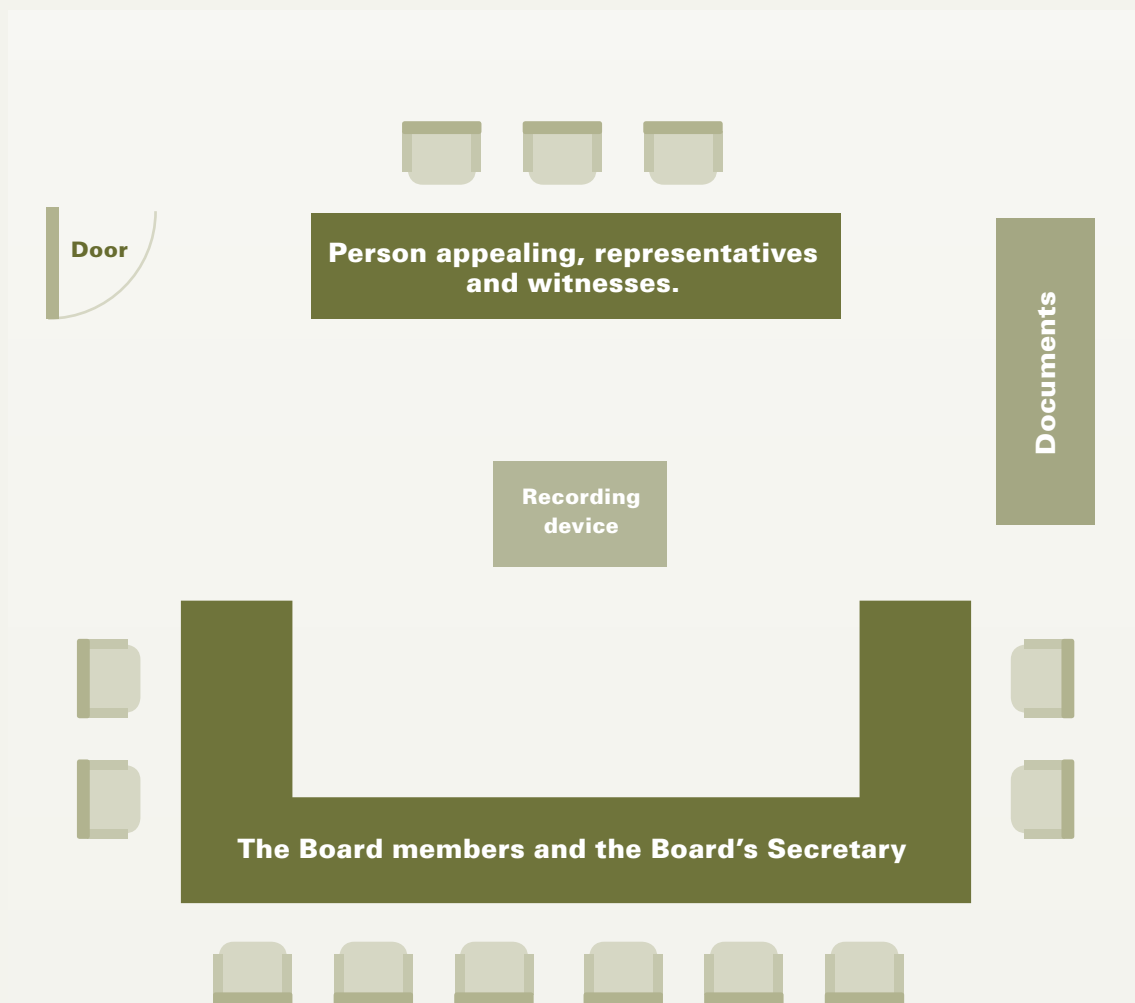 Door
Person appealing, representatives
and witnesses.
Documents
Recording
device
The Board members and the Board’s Secretary